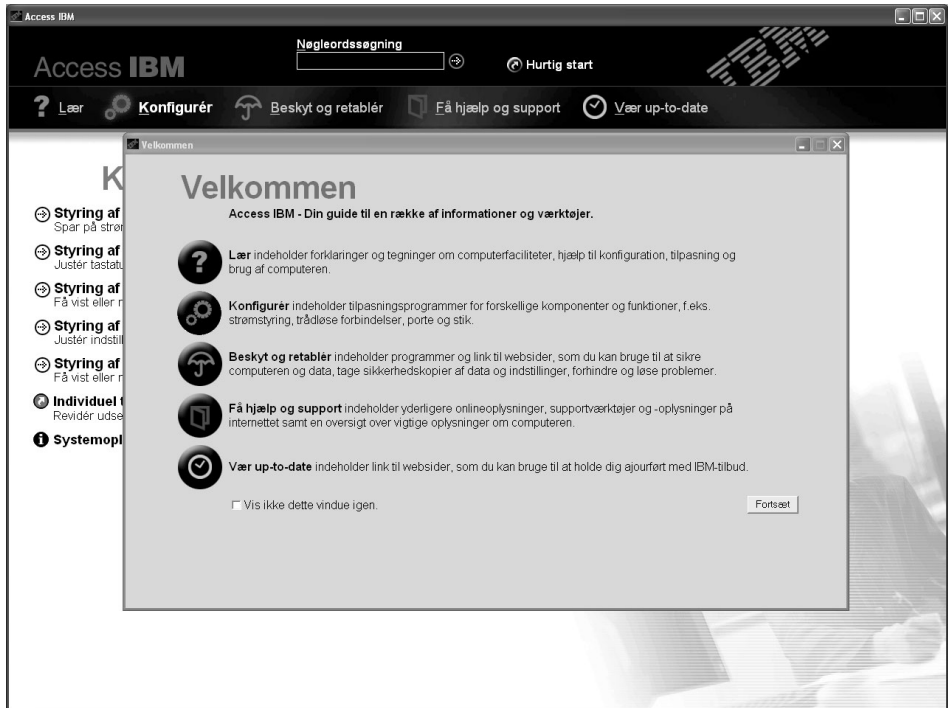 Access IBM
Nøgleordssøgning
Access IBM
Hurtig start
IBM
? Lær
Konfigurér
Beskyt og retablér
Få hjælp og support
Vær up-to-date
Velkommen
K
Styring af
Spar på strøm
Styring af
Justér tastatu
Styring af
Få vist eller r
Styring af
Justér indstill
Styring af
Få vist eller r
Individuel t
Revidér udse
Systemopl
Velkommen
Access IBM - Din guide til en række af informationer og værktøjer.
Lær indeholder forklaringer og tegninger om computerfaciliteter, hjælp til konfiguration, tilpasning og
brug af computeren.
Konfigurér indeholder tilpasningsprogrammer for forskellige komponenter og funktioner, f.eks.
strømstyring, trådløse forbindelser, porte og stik.
Beskyt og retablér indeholder programmer og link til websider, som du kan bruge til at sikre
computeren og data, tage sikkerhedskopier af data og indstillinger, forhindre og løse problemer.
Få hjælp og support indeholder yderligere onlineoplysninger, supportværktøjer og -oplysninger på
internettet samt en oversigt over vigtige oplysninger om computeren.
Vær up-to-date indeholder link til websider, som du kan bruge til at holde dig ajourført med IBM-tilbud.
Vis ikke dette vindue igen.
Fortsæt